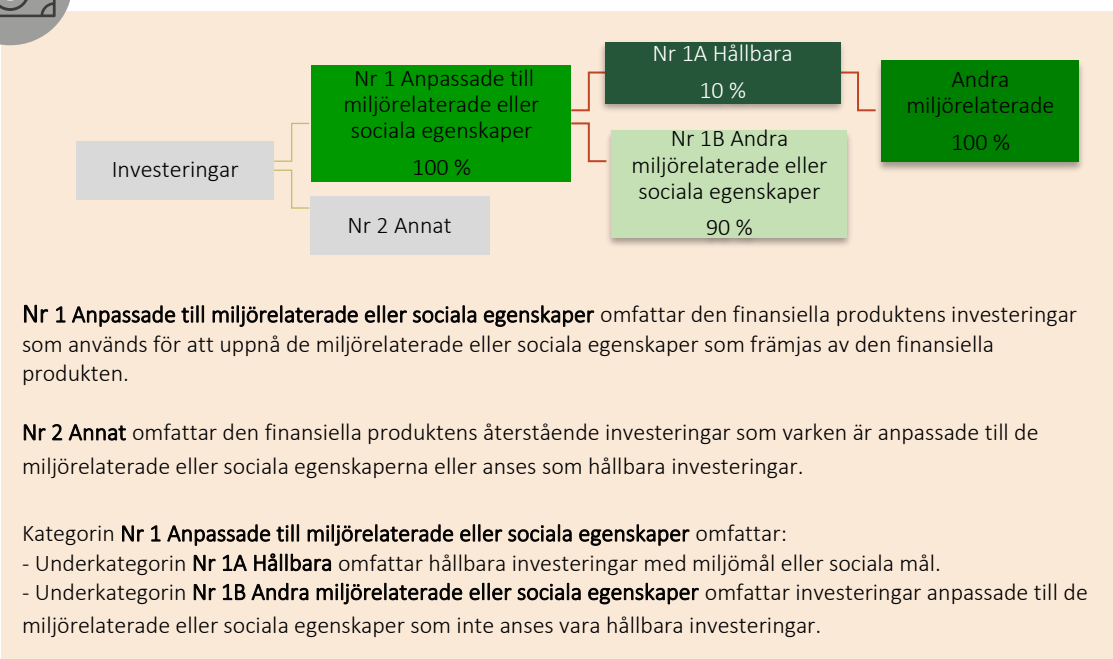 Investeringar
Nr 1 Anpassade till
miljörelaterade eller
sociala egenskaper
100 %
Nr 2 Annat
Nr 1A Hållbara
10 %
Nr 1B Andra
miljörelaterade eller
sociala egenskaper
90 %
Andra
miljörelaterade
100 %
Nr 1 Anpassade till miljörelaterade eller sociala egenskaper omfattar den finansiella produktens investeringar
som används för att uppnå de miljörelaterade eller sociala egenskaper som främjas av den finansiella
produkten.
Nr 2 Annat omfattar den finansiella produktens återstående investeringar som varken är anpassade till de
miljörelaterade eller sociala egenskaperna eller anses som hållbara investeringar.
Kategorin Nr 1 Anpassade till miljörelaterade eller sociala egenskaper omfattar:
- Underkategorin Nr 1A Hållbara omfattar hållbara investeringar med miljömål eller sociala mål.
- Underkategorin Nr 1B Andra miljörelaterade eller sociala egenskaper omfattar investeringar anpassade till de
miljörelaterade eller sociala egenskaper som inte anses vara hållbara investeringar.